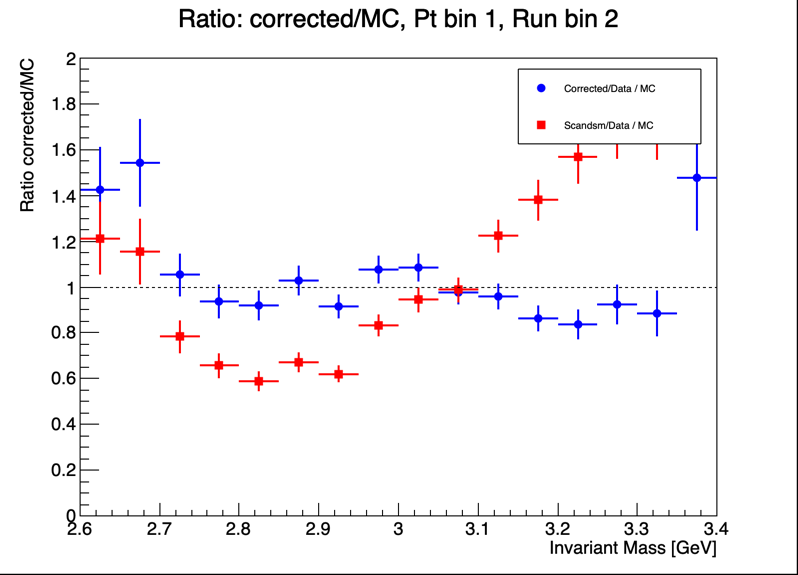 Ratio: corrected/MC, Pt bin 1, Run bin 2
Ratio corrected/MC
2
1.8
1.6
1.4
1.2
1
0.8
0.6
0.4
0.2
0
Corrected/Data / MC
Scandsm/Data / MC
2.6 2.7 2.8 2.9 3 3.1 3.2 3.3 3.4
Invariant Mass [GeV]